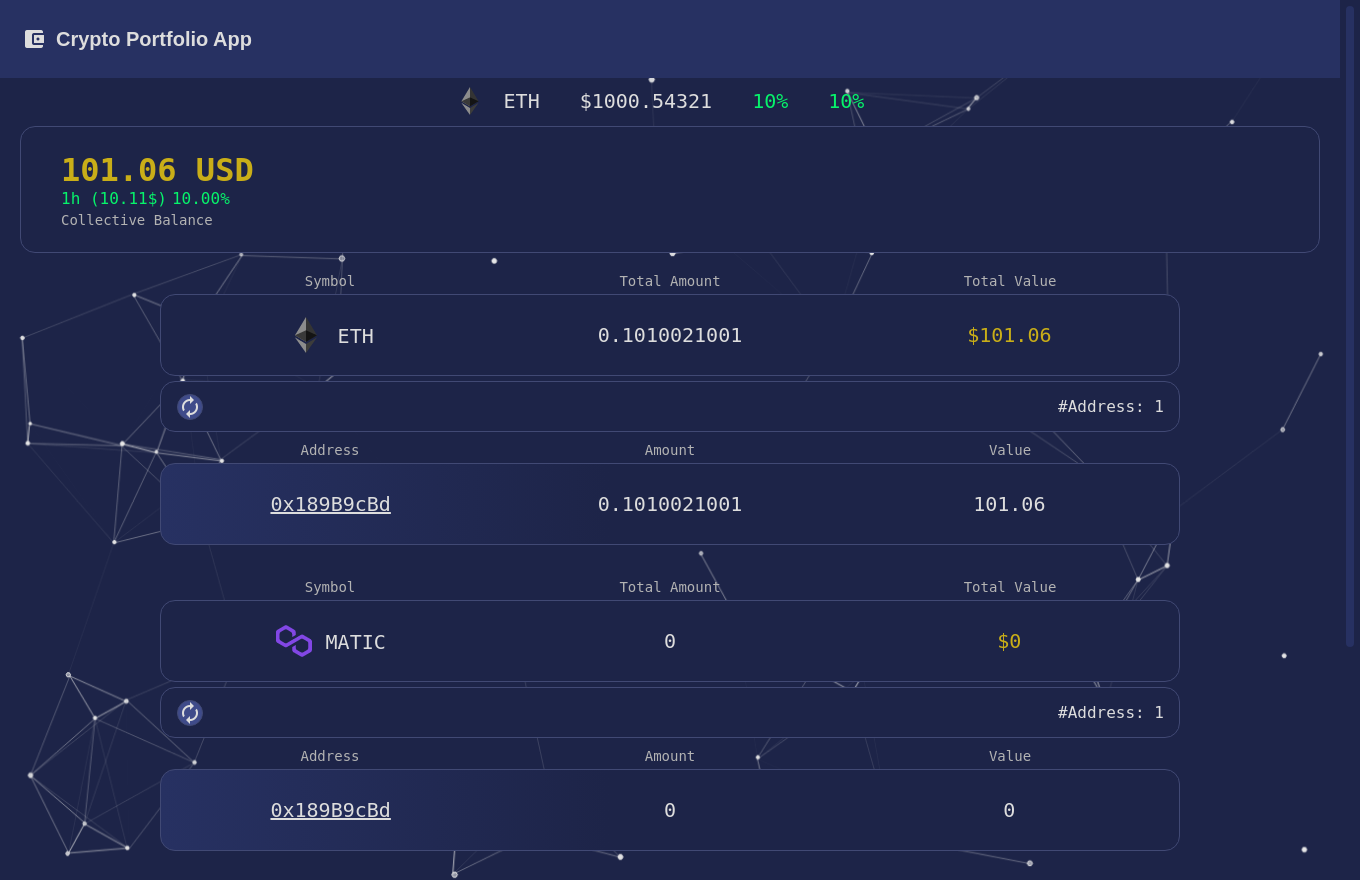 Crypto Portfolio App
ETH $1000.54321 10% 10%
101.06 USD
1h (10.11$) 10.00%
Collective Balance
Symbol Total Amount Total Value
ETH 0.1010021001 $101.06
#Address: 1
Address Amount Value
0x189B9cBd 0.1010021001 101.06
Symbol Total Amount Total Value
MATIC 0 $0
#Address: 1
Address Amount Value
0x189B9cBd 0 0